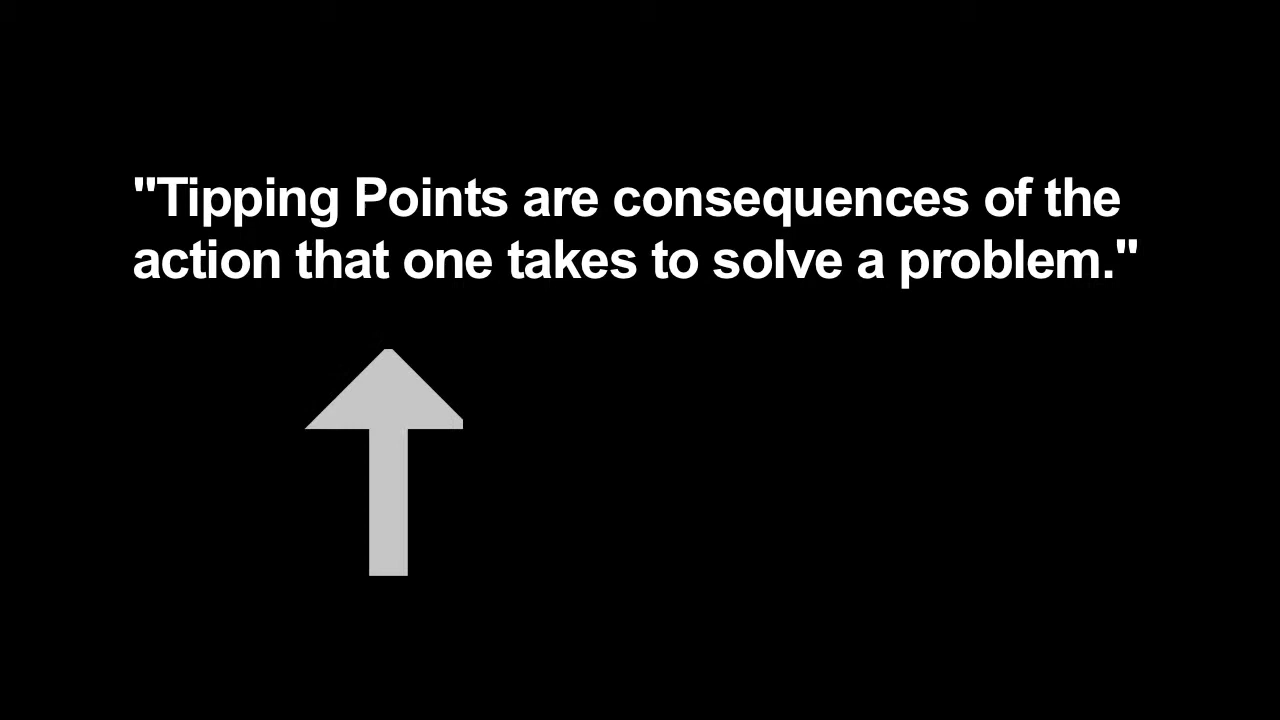 "Tipping Points are consequences of the
action that one takes to solve a problem."